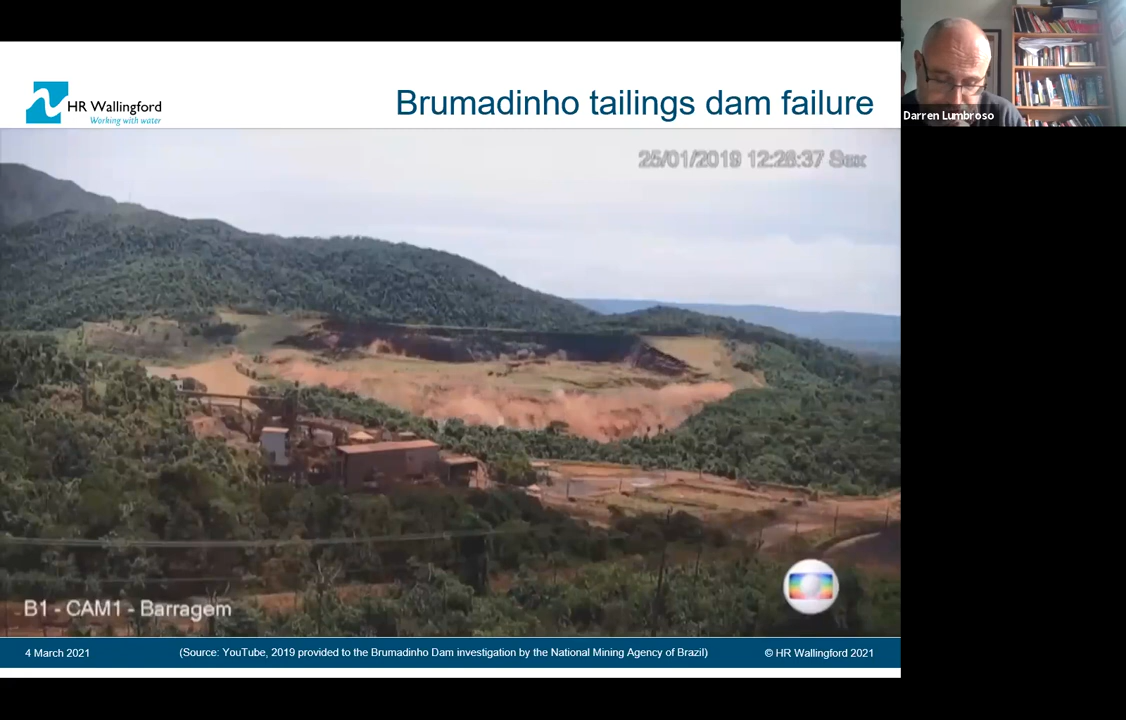 HR Wallingford
Working with water
Brumadinho tailings dam failure
Darren Lumbroso
25/01/2019 12:28:37 Sex
B1 - CAM1 - Barragem
4 March 2021
(Source: YouTube, 2019 provided to the Brumadinho Dam investigation by the National Mining Agency of Brazil)
© HR Wallingford 2021